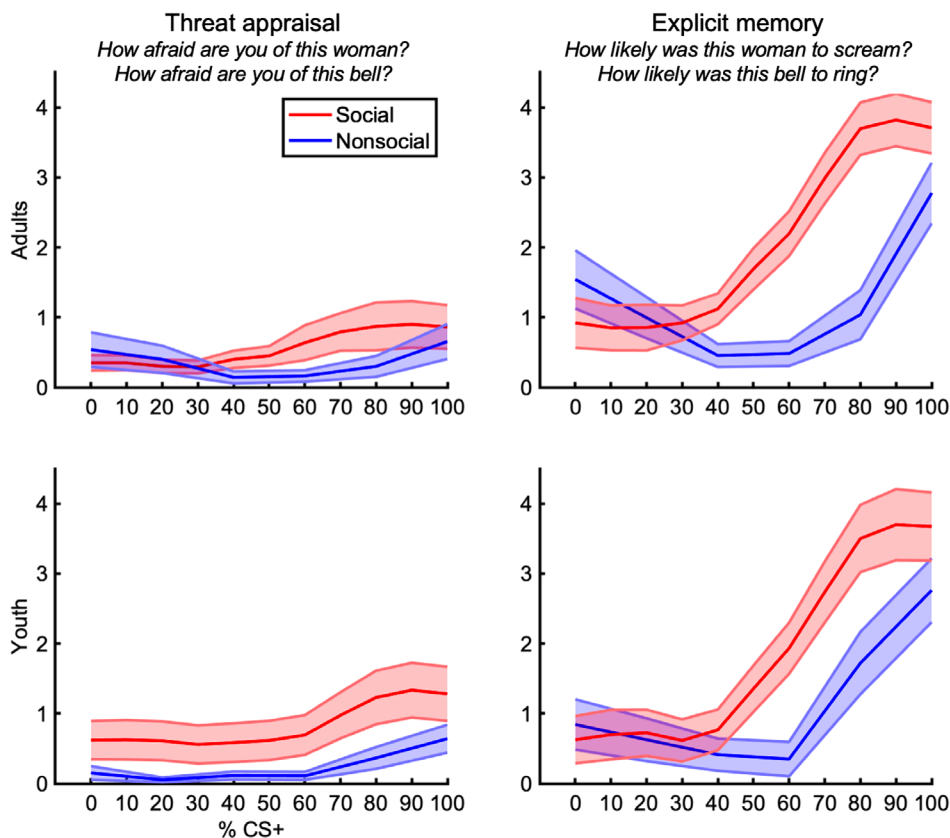 Threat appraisal
How afraid are you of this woman?
How afraid are you of this bell?
Explicit memory
How likely was this woman to scream?
How likely was this bell to ring?
Social
Nonsocial
Adults
4
3
2
1
0
0 10 20 30 40 50 60 70 80 90 100
4
3
2
1
0
0 10 20 30 40 50 60 70 80 90 100
Youth
4
3
2
1
0
0 10 20 30 40 50 60 70 80 90 100
% CS+
4
3
2
1
0
0 10 20 30 40 50 60 70 80 90 100